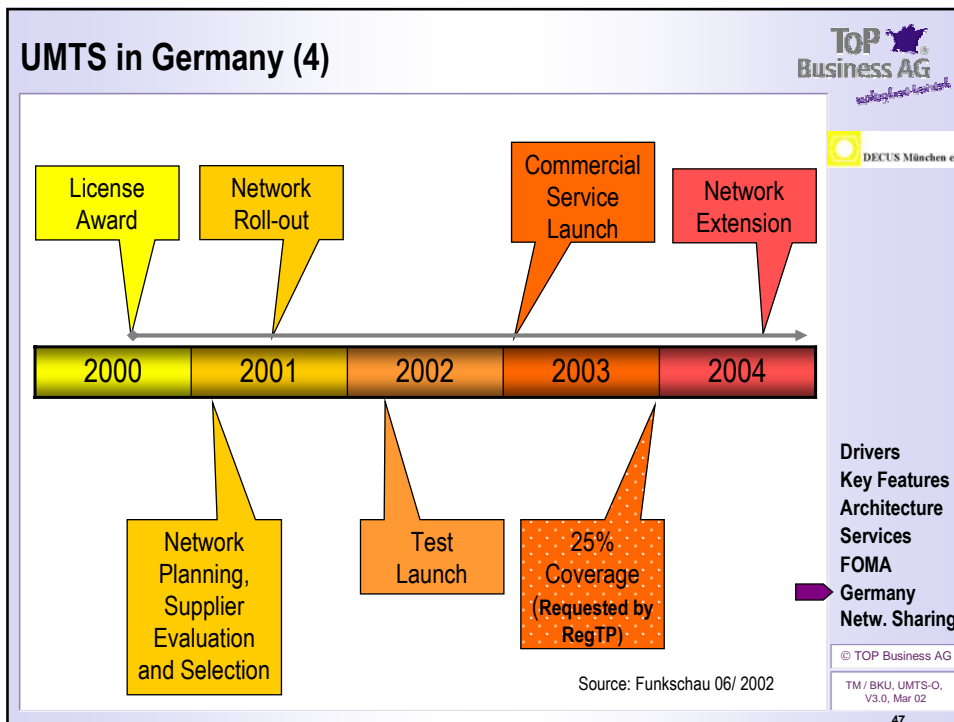 UMTS in Germany (4)
ToP
Business AG
DECUS München e
License
Award
Network
Roll-out
Commercial
Service
Launch
Network
Extension
2000
2001
2002
2003
2004
Network
Planning,
Supplier
Evaluation
and Selection
Test
Launch
25%
Coverage
(Requested by
RegTP)
Source: Funkschau 06/ 2002
Drivers
Key Features
Architecture
Services
FOMA
Germany
Netw. Sharing
© TOP Business AG
TM / BKU, UMTS-O,
V3.0, Mar 02
47